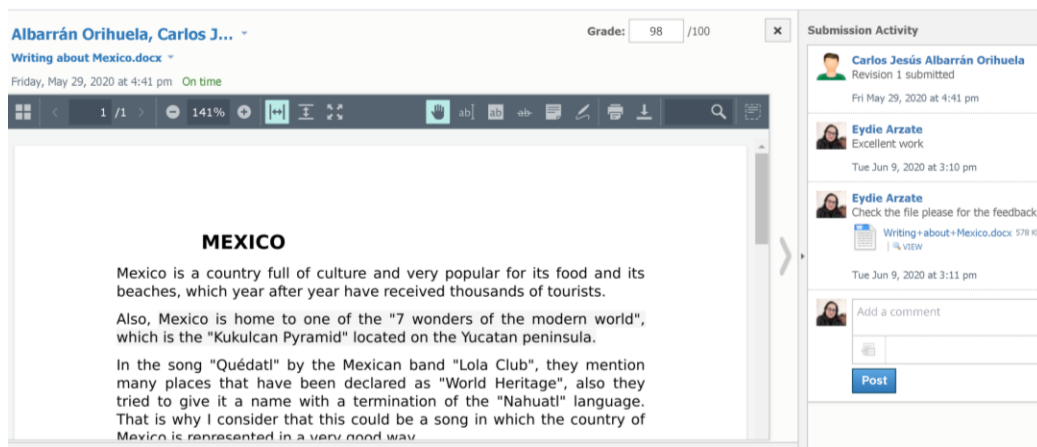 Albarrán Orihuela, Carlos J...
Grade: 98 /100
Writing about Mexico.docx
Friday, May 29, 2020 at 4:41 pm On time
1 /1 141%
MEXICO
Mexico is a country full of culture and very popular for its food and its
beaches, which year after year have received thousands of tourists.
Also, Mexico is home to one of the "7 wonders of the modern world",
which is the "Kukulcan Pyramid" located on the Yucatan peninsula.
In the song "Quédatl" by the Mexican band "Lola Club", they mention
many places that have been declared as "World Heritage", also they
tried to give it a name with a termination of the "Nahuatl" language.
That is why I consider that this could be a song in which the country of
Mexico is represented in a very good way
Submission Activity
Carlos Jesús Albarrán Orihuela
Revision 1 submitted
Fri May 29, 2020 at 4:41 pm
Eydie Arzate
Excellent work
Tue Jun 9, 2020 at 3:10 pm
Eydie Arzate
Check the file please for the feedback
Writing+about+Mexico.docx 578
| VIEW
Tue Jun 9, 2020 at 3:11 pm
Add a comment
Post